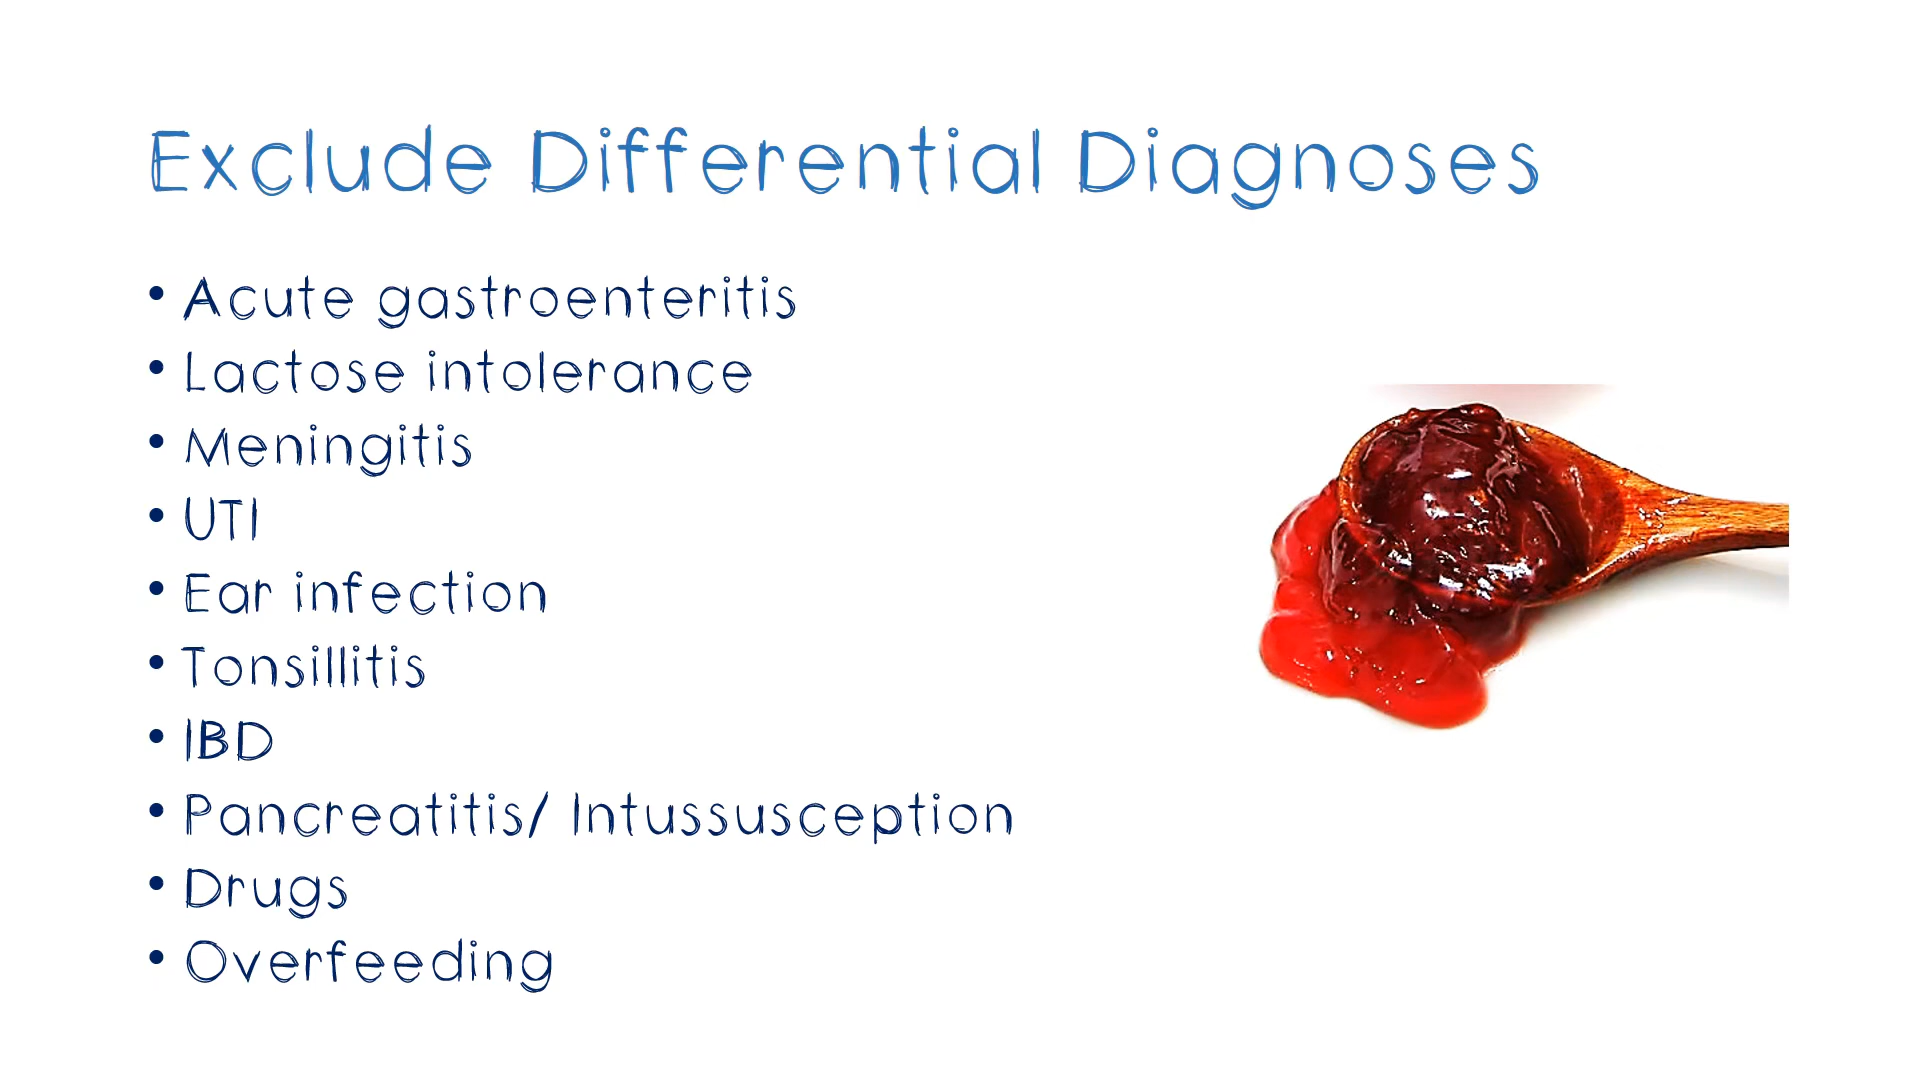 Exclude Differential Diagnoses
• Acute gastroenteritis
• Lactose intolerance
• Meningitis
• UTI
• Ear infection
• Tonsillitis
• IBD
• Pancreatitis/ Intussusception
• Drugs
• Overfeeding